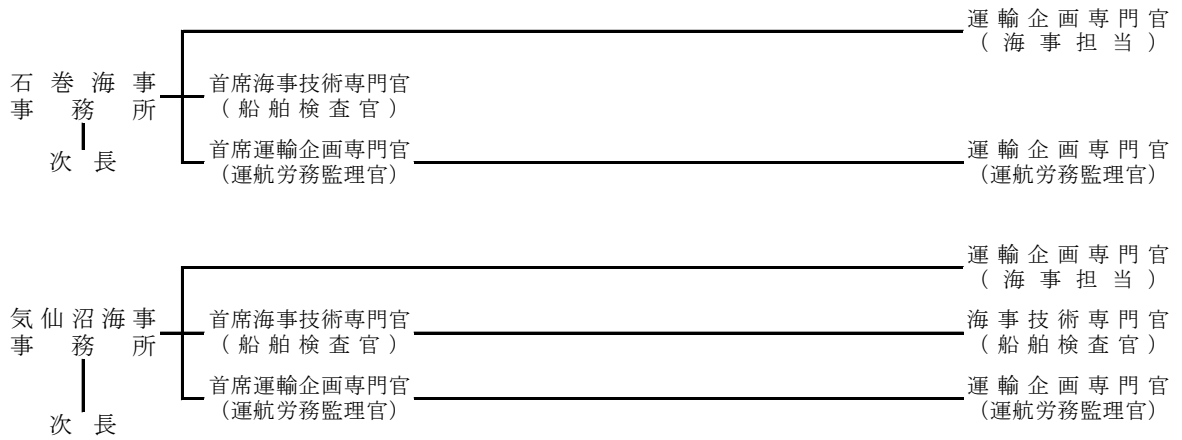 運輸企画専門官
（海事担当）
石巻海事
事務所
首席海事技術専門官
（船舶検査官）
次長
首席運輸企画専門官
（運航労務監理官）
運輸企画専門官
（運航労務監理官）
運輸企画専門官
（海事担当）
気仙沼海事
事務所
首席海事技術専門官
（船舶検査官）
海事技術専門官
（船舶検査官）
次長
首席運輸企画専門官
（運航労務監理官）
運輸企画専門官
（運航労務監理官）